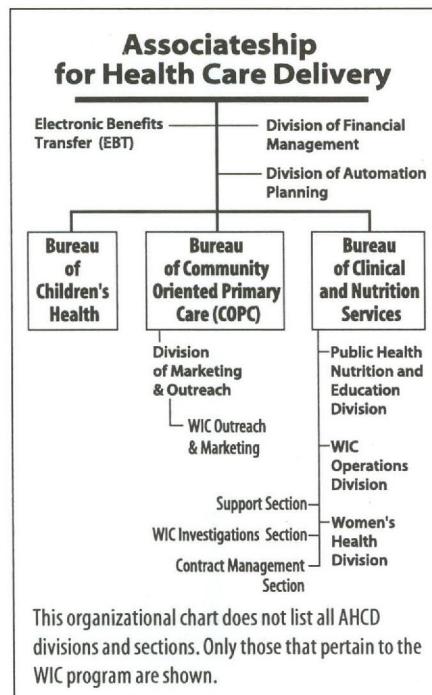 Associateship
for Health Care Delivery
Electronic Benefits
Transfer (EBT)
Division of Financial
Management
Division of Automation
Planning
Bureau
of
Children's
Health
Bureau
of Community
Oriented Primary
Care (COPC)
Bureau
of Clinical
and Nutrition
Services
Division
of Marketing
& Outreach
WIC Outreach
& Marketing
Public Health
Nutrition and
Education
Division
WIC
Operations
Division
Support Section
WIC Investigations Section
Contract Management
Section
Women's
Health
Division
This organizational chart does not list all AHCD
divisions and sections. Only those that pertain to the
WIC program are shown.